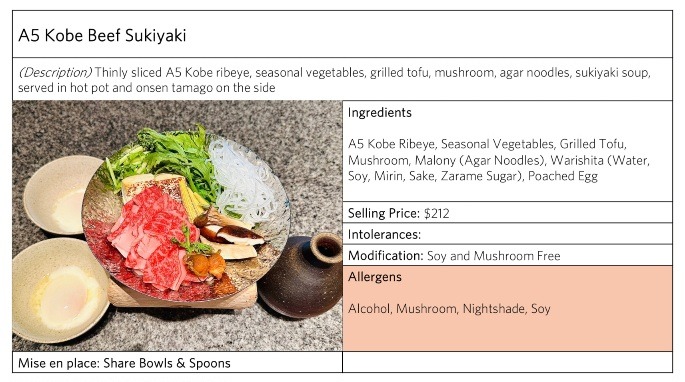 A5 Kobe Beef Sukiyaki
(Description) Thinly sliced A5 Kobe ribeye, seasonal vegetables, grilled tofu, mushroom, agar noodles, sukiyaki soup,
served in hot pot and onsen tamago on the side
Ingredients
A5 Kobe Ribeye, Seasonal Vegetables, Grilled Tofu,
Mushroom, Malony (Agar Noodles), Warishita (Water,
Soy, Mirin, Sake, Zarame Sugar), Poached Egg
Selling Price: $212
Intolerances:
Modification: Soy and Mushroom Free
Allergens
Alcohol, Mushroom, Nightshade, Soy
Mise en place: Share Bowls & Spoons